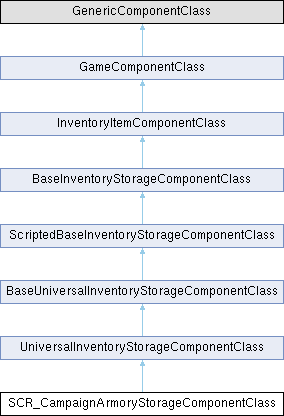 GenericComponentClass
GameComponentClass
InventoryItemComponentClass
BaseInventoryStorageComponentClass
ScriptedBaseInventoryStorageComponentClass
BaseUniversalInventoryStorageComponentClass
UniversalInventoryStorageComponentClass
SCR_CampaignArmoryStorageComponentClass